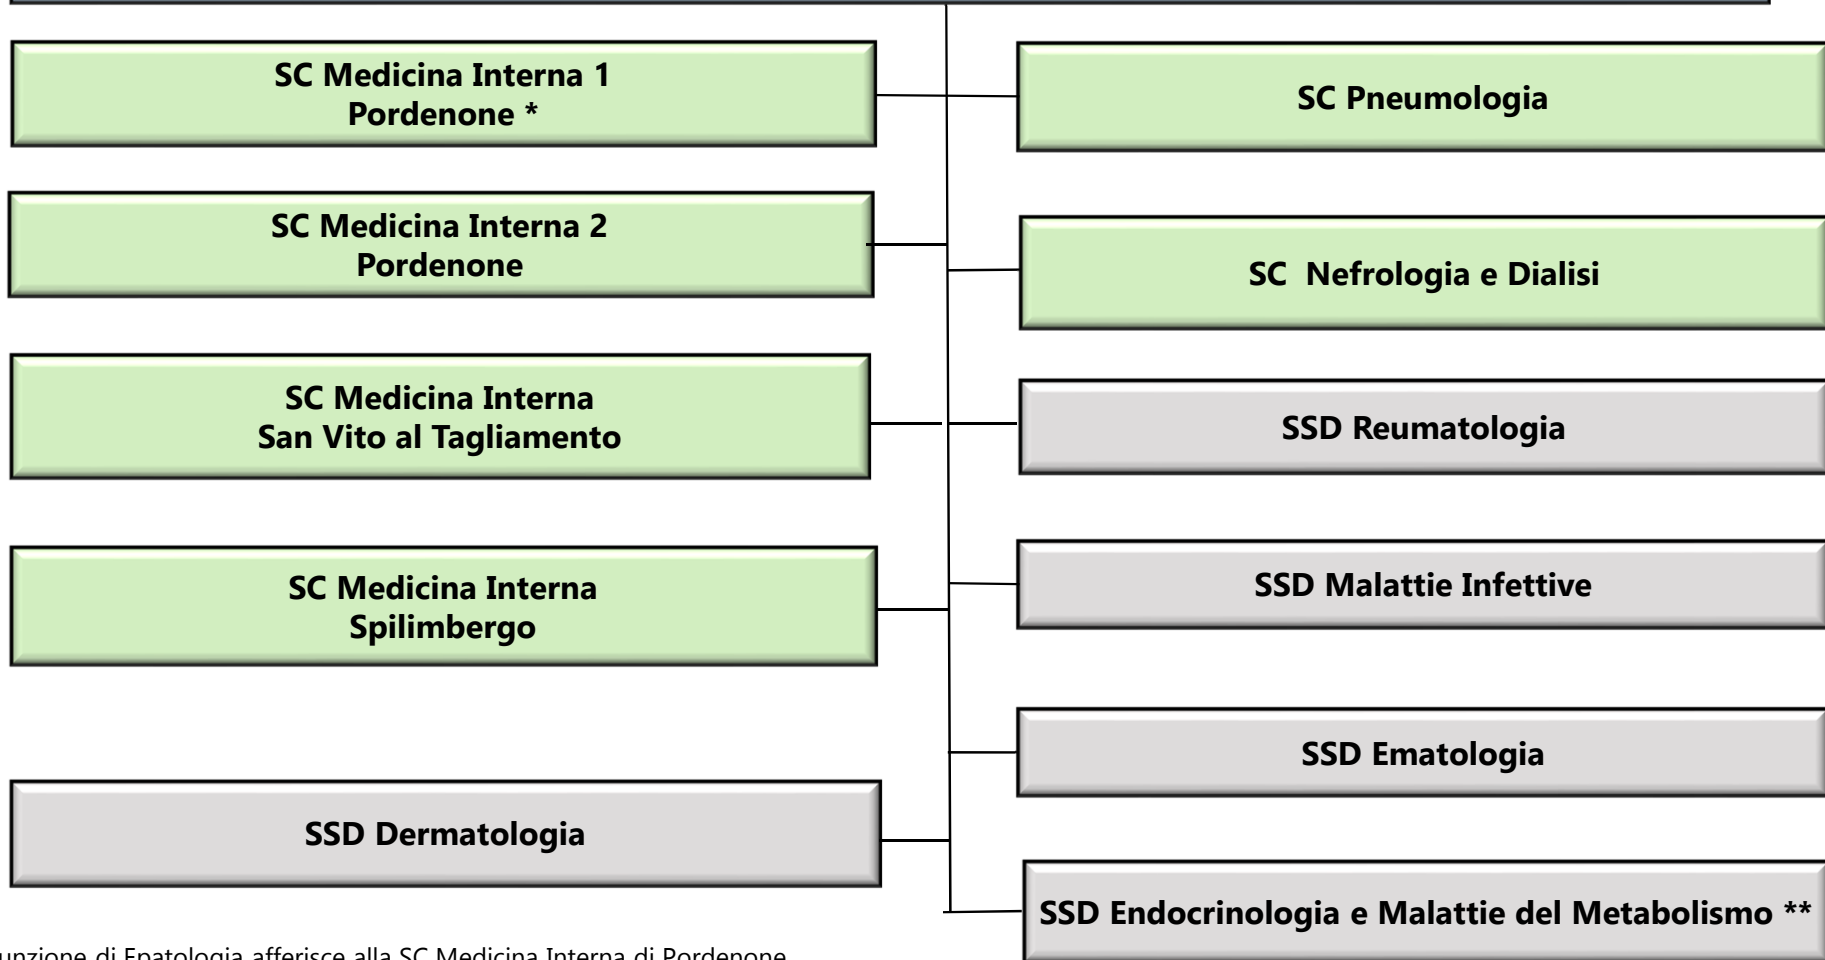 SC Medicina Interna 1
Pordenone *
SC Medicina Interna 2
Pordenone
SC Medicina Interna
San Vito al Tagliamento
SC Medicina Interna
Spilimbergo
SSD Dermatologia
SC Pneumologia
SC Nefrologia e Dialisi
SSD Reumatologia
SSD Malattie Infettive
SSD Ematologia
SSD Endocrinologia e Malattie del Metabolismo **
unzione di Epatologia afferisce alla SC Medicina Interna di Pordenone